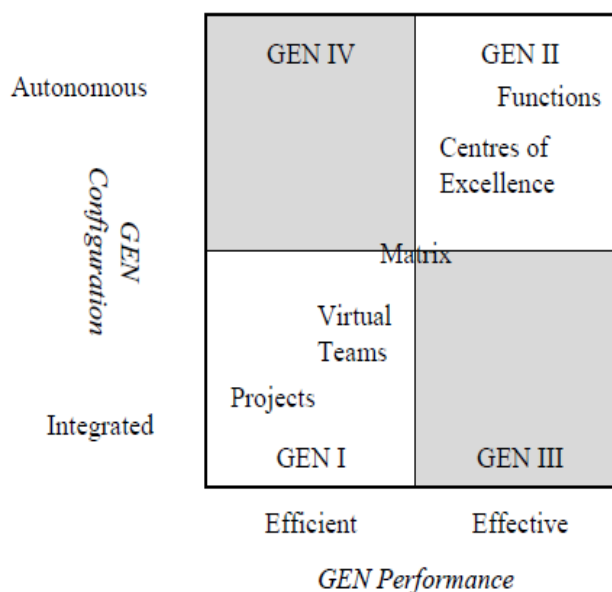 GEN IV
GEN II
Autonomous
Functions
Centres of
Excellence
GEN
Configuration
Matrix
Virtual
Teams
Projects
Integrated
GEN I
GEN III
Efficient
Effective
GEN Performance